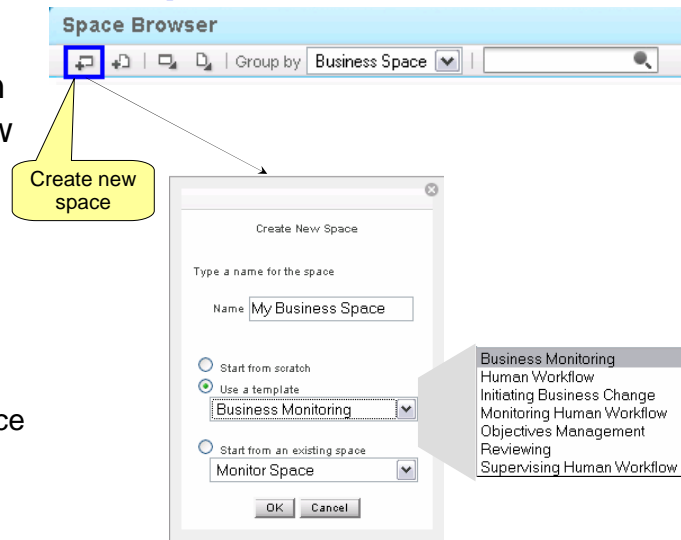 Space Browser
Group by Business Space
Create new
space
Create New Space
Type a name for the space
Name My Business Space
Start from scratch
Use a template
Business Monitoring
Start from an existing space
Monitor Space
OK Cancel
Business Monitoring
Human Workflow
Initiating Business Change
Monitoring Human Workflow
Objectives Management
Reviewing
Supervising Human Workflow